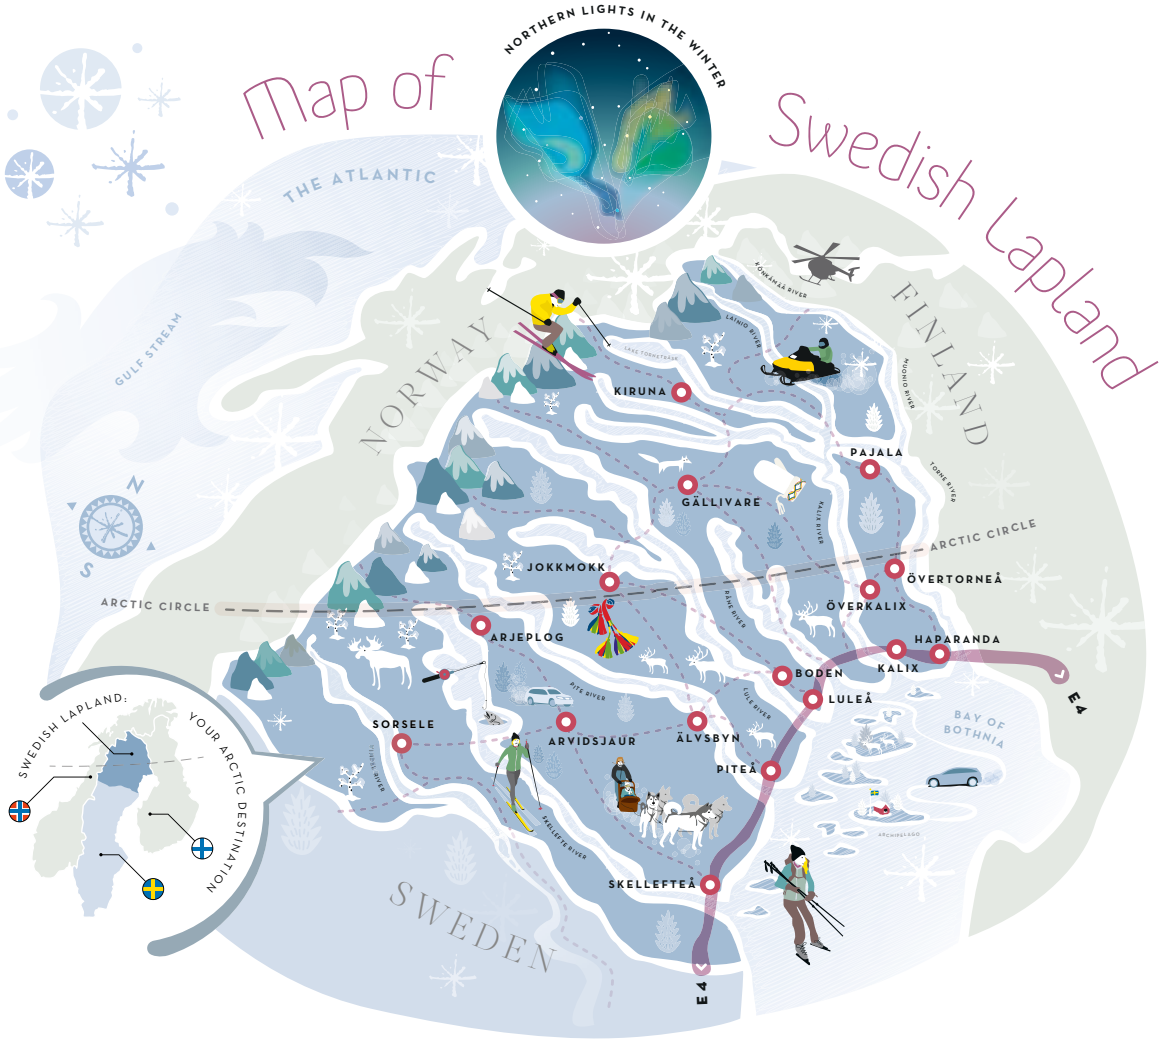 NORTHERN LIGHTS IN THE WINTER
Map of
Swedish Lapland
THE ATLANTIC
GULF STREAM
NORWAY
FINLAND
KÖNKÄMÄÄ RIVER
LAINIO RIVER
LAKE TORNETRÄSK
MUONIO RIVER
KIRUNA
PAJALA
TORNE RIVER
GÄLLIVARE
KALIX RIVER
N
S
ARCTIC CIRCLE
ARCTIC CIRCLE
JOKKMOKK
ÖVERTORNEÅ
ÖVERKALIX
RÅNE RIVER
ARJEPLOG
HAPARANDA
KALIX
BODEN
LULEÅ
E4
PITE RIVER
LULE RIVER
SORSELE
ARVIDSJAUR
ÄLVSBYN
BAY OF
BOTHNIA
VINDEL RIVER
PITEÅ
SKELLEFTE RIVER
ARCHIPELAGO
SKELLEFTEÅ
SWEDEN
E4
SWEDISH LAPLAND:
YOUR ARCTIC DESTINATION